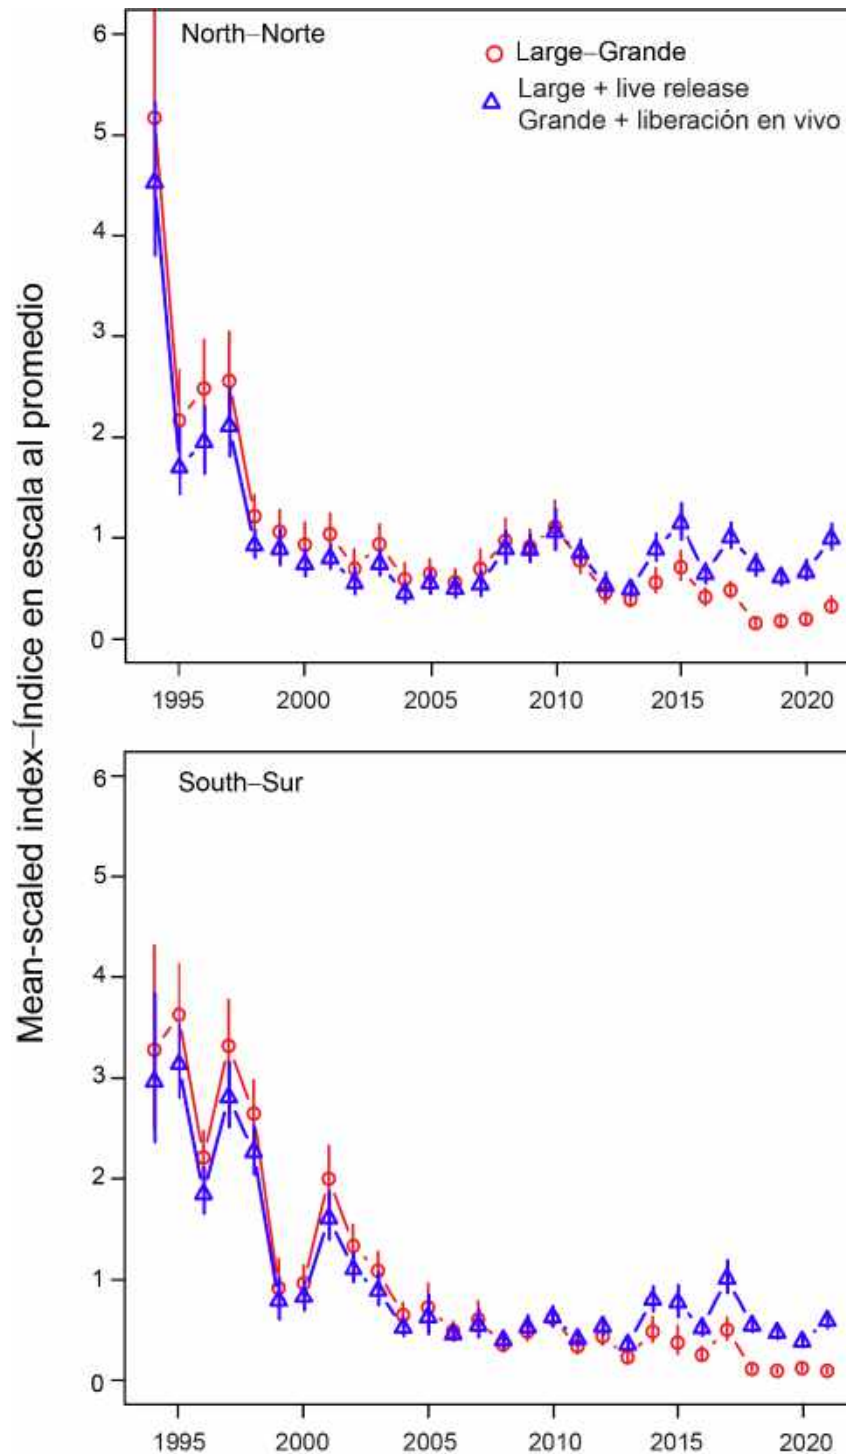 Mean-scaled index–Índice en escala al promedio
North–Norte
Large–Grande
Large + live release
Grande + liberación en vivo
6
5
4
3
2
1
0
1995 2000 2005 2010 2015 2020
South–Sur
6
5
4
3
2
1
0
1995 2000 2005 2010 2015 2020